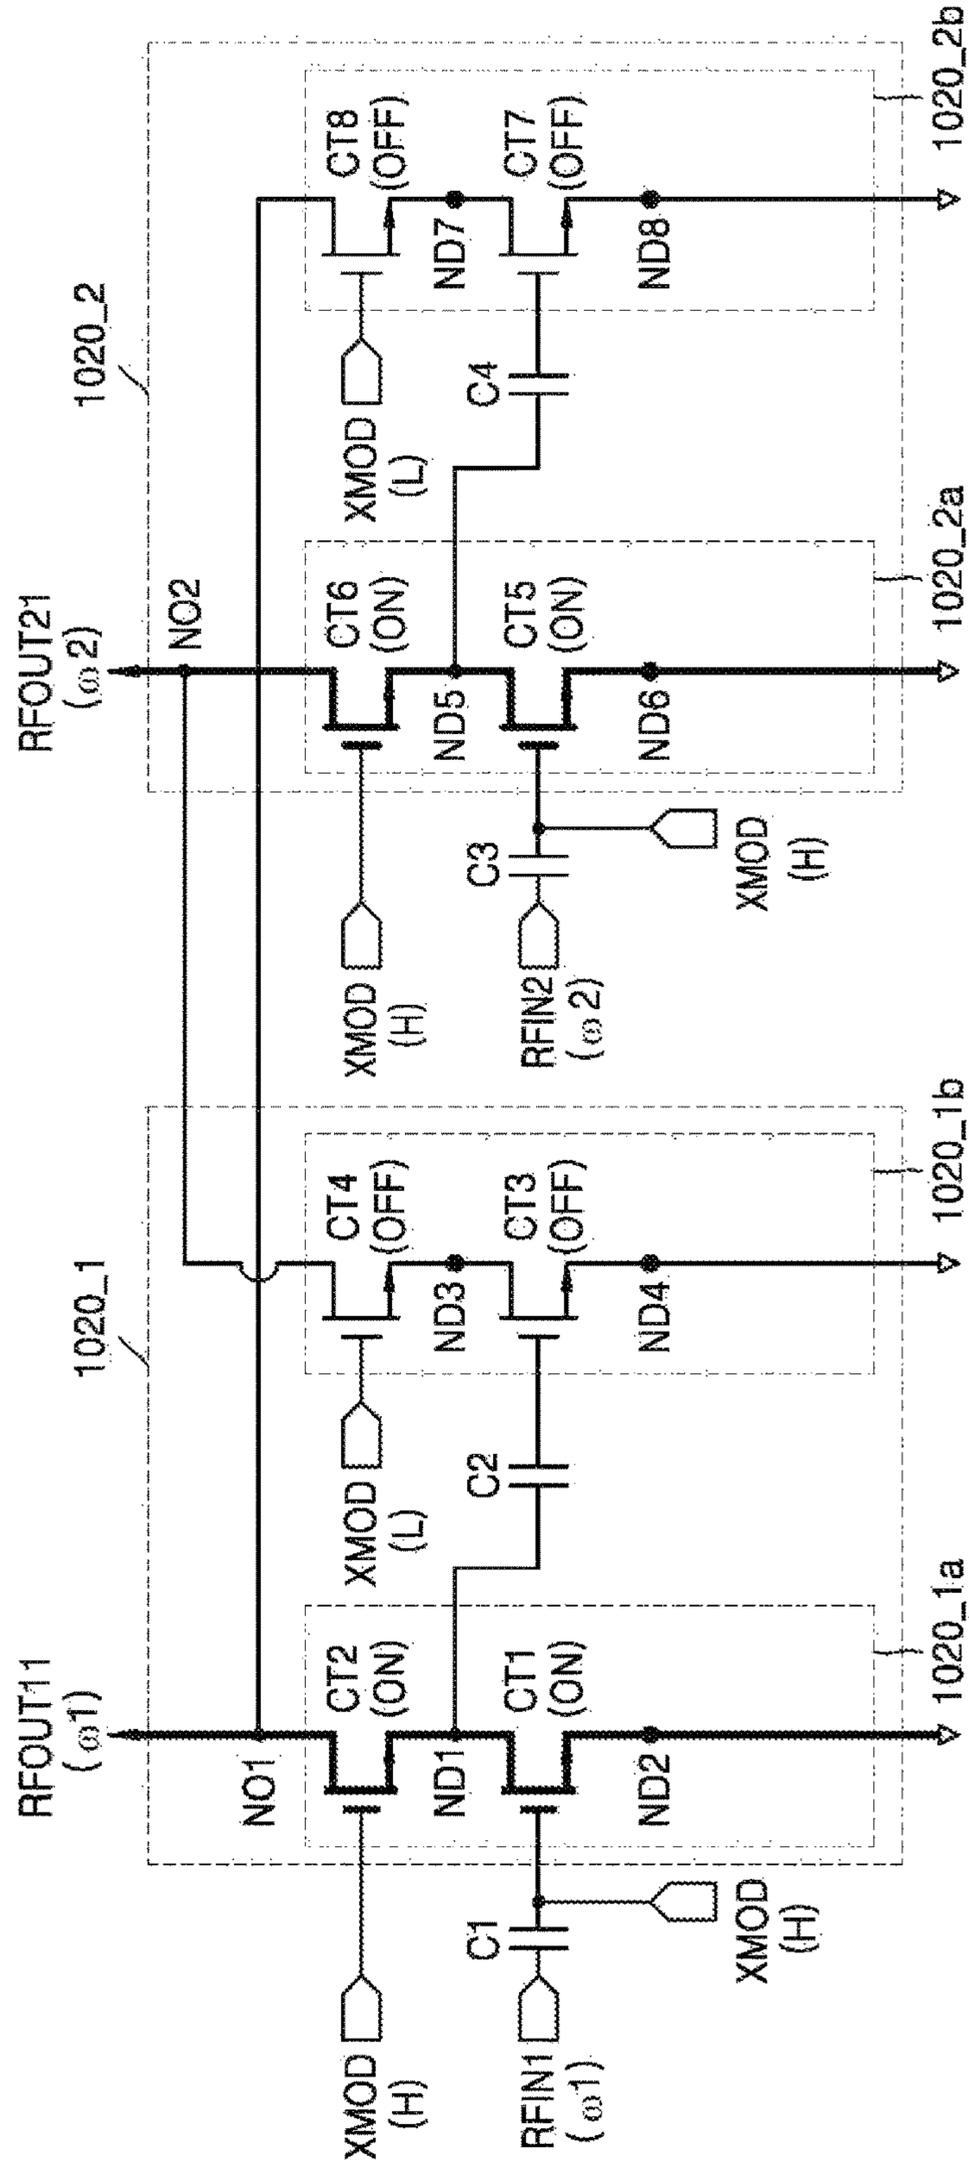 RFOUT11
(ω1)
RFOUT21
(ω2)
1020_1
1020_2
NO1
NO2
XMOD
(H)
CT2
(ON)
XMOD
(L)
CT4
(OFF)
XMOD
(H)
CT6
(ON)
XMOD
(L)
CT8
(OFF)
ND1
ND3
ND5
ND7
RFIN1
(ω1)
C1
CT1
(ON)
C2
CT3
(OFF)
RFIN2
(ω2)
C3
CT5
(ON)
C4
CT7
(OFF)
XMOD
(H)
ND2
ND4
XMOD
(H)
ND6
ND8
1020_1a
1020_1b
1020_2a
1020_2b